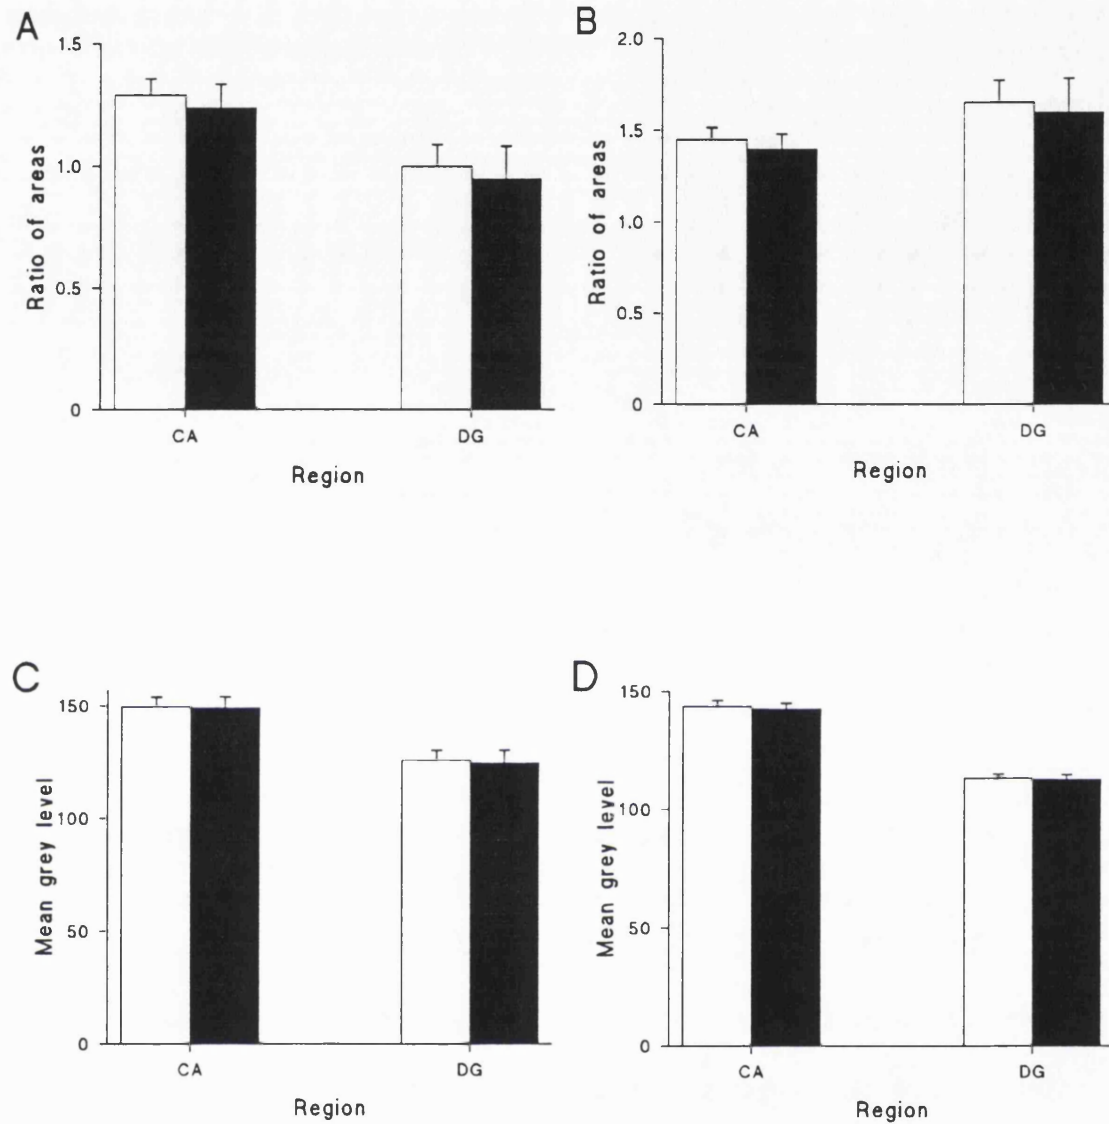 A
1.5
1.0
0.5
0
Ratio of areas
CA
DG
Region
B
2.0
1.5
1.0
0.5
0
Ratio of areas
CA
DG
Region
C
150
100
50
0
Mean grey level
CA
DG
Region
D
150
100
50
0
Mean grey level
CA
DG
Region